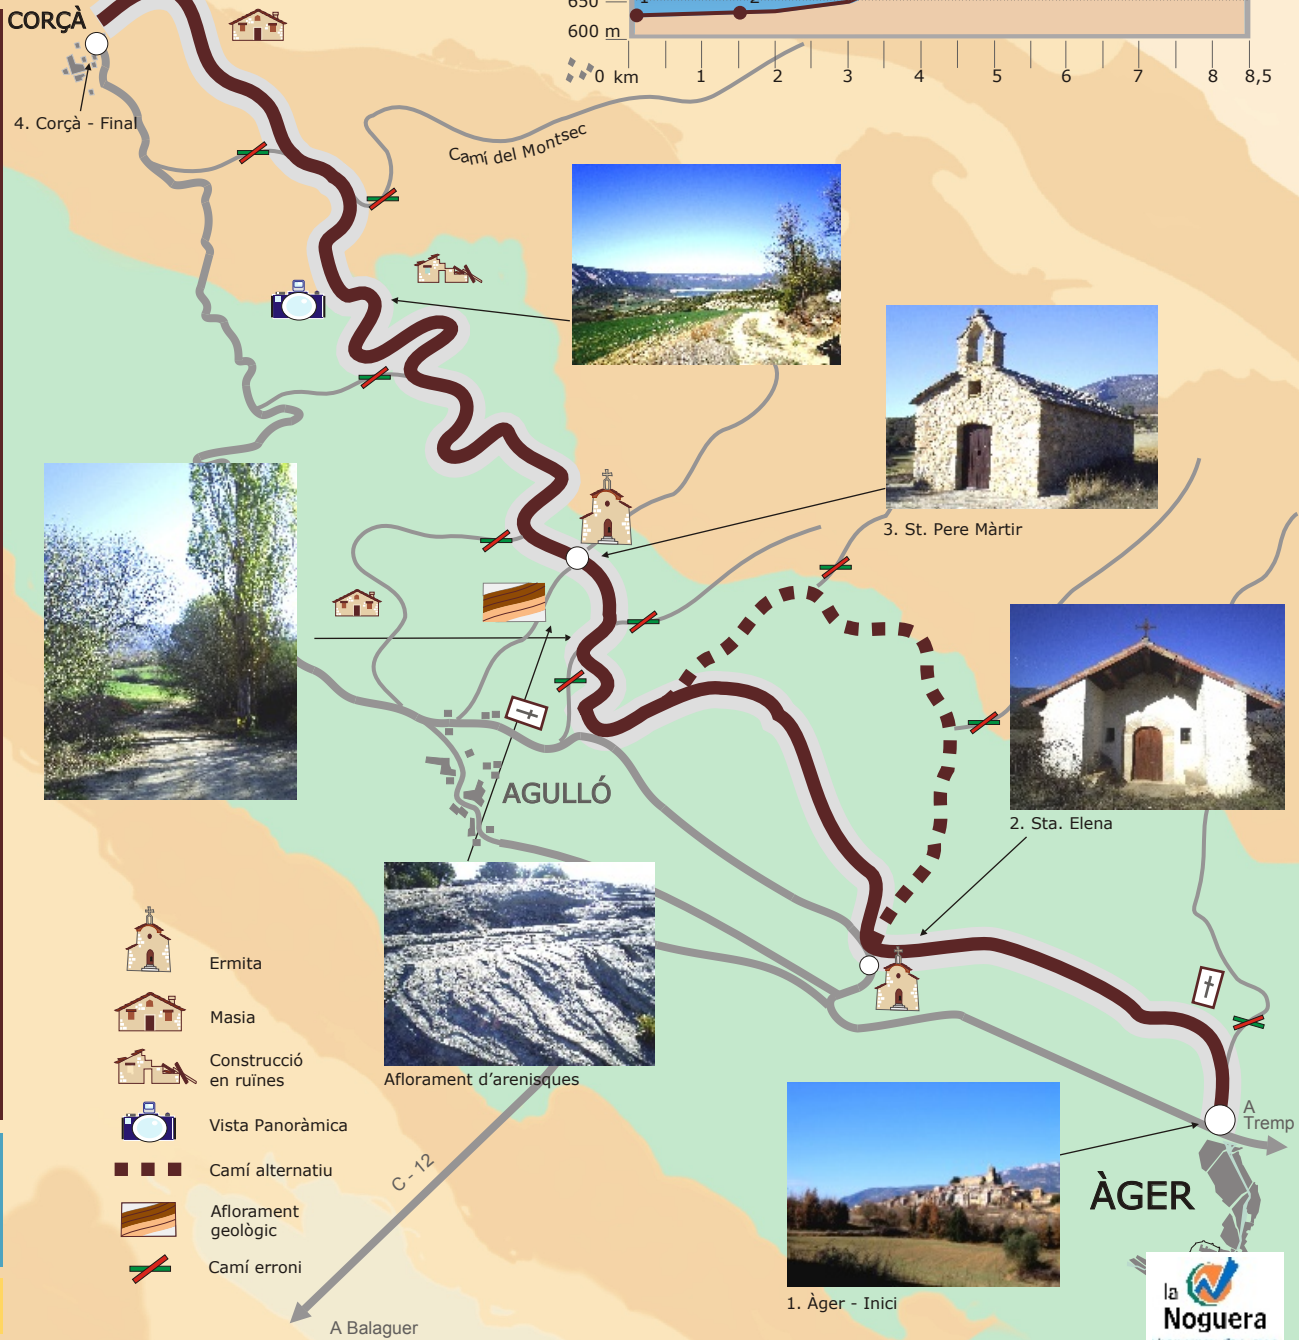 CORÇÀ
650
600 m
0 km 1 2 3 4 5 6 7 8 8,5
4. Corçà - Final
Camí del Montsec
3. St. Pere Màrtir
AGULLÓ
2. Sta. Elena
Ermita
Masia
Construcció
en ruïnes
Vista Panoràmica
Camí alternatiu
Aflorament
geològic
Camí erroni
Aflorament d'arenisques
C - 12
A Balaguer
A
Tremp
ÀGER
1. Àger - Inici
la
Noguera